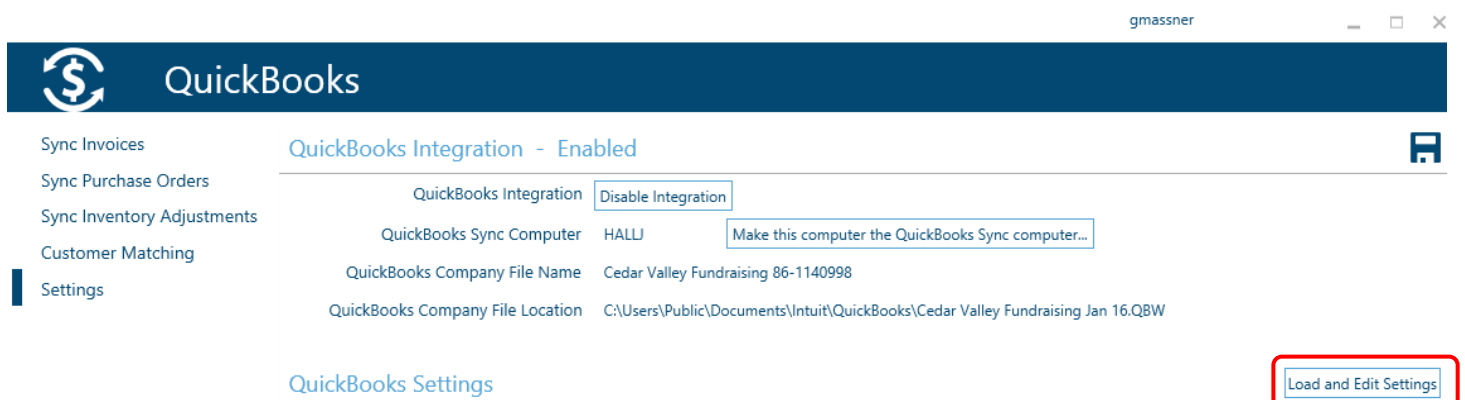 gmassner
QuickBooks
Sync Invoices
Sync Purchase Orders
Sync Inventory Adjustments
Customer Matching
Settings
QuickBooks Integration - Enabled
QuickBooks Integration Disable Integration
QuickBooks Sync Computer HALLJ Make this computer the QuickBooks Sync computer...
QuickBooks Company File Name Cedar Valley Fundraising 86-1140998
QuickBooks Company File Location C:\Users\Public\Documents\Intuit\QuickBooks\Cedar Valley Fundraising Jan 16.QBW
QuickBooks Settings Load and Edit Settings